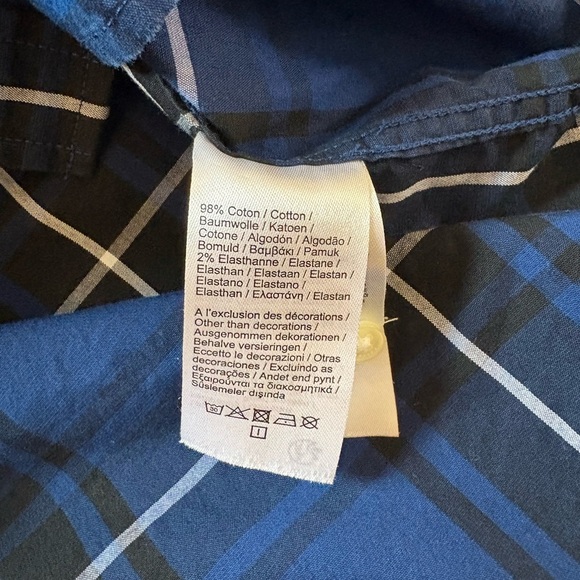 98% Coton / Cotton /
Baumwolle / Katoen /
Cotone / Algodón / Algodão /
Bomuld / Βαμβάκι / Pamuk
2% Elasthanne / Elastane /
Elasthan / Elastaan / Elastan /
Elastano / Elastano /
Elasthan / Ελαστάνη / Elastan
A l'exclusion des décorations /
Other than decorations /
Ausgenommen dekorationen /
Behalve versieringen /
Eccetto le decorazioni / Otras
decoraciones / Excluindo as
decorações / Andet end pynt /
Εξαιρούνται τα διακοσμητικά /
Süslemeler dışında
30